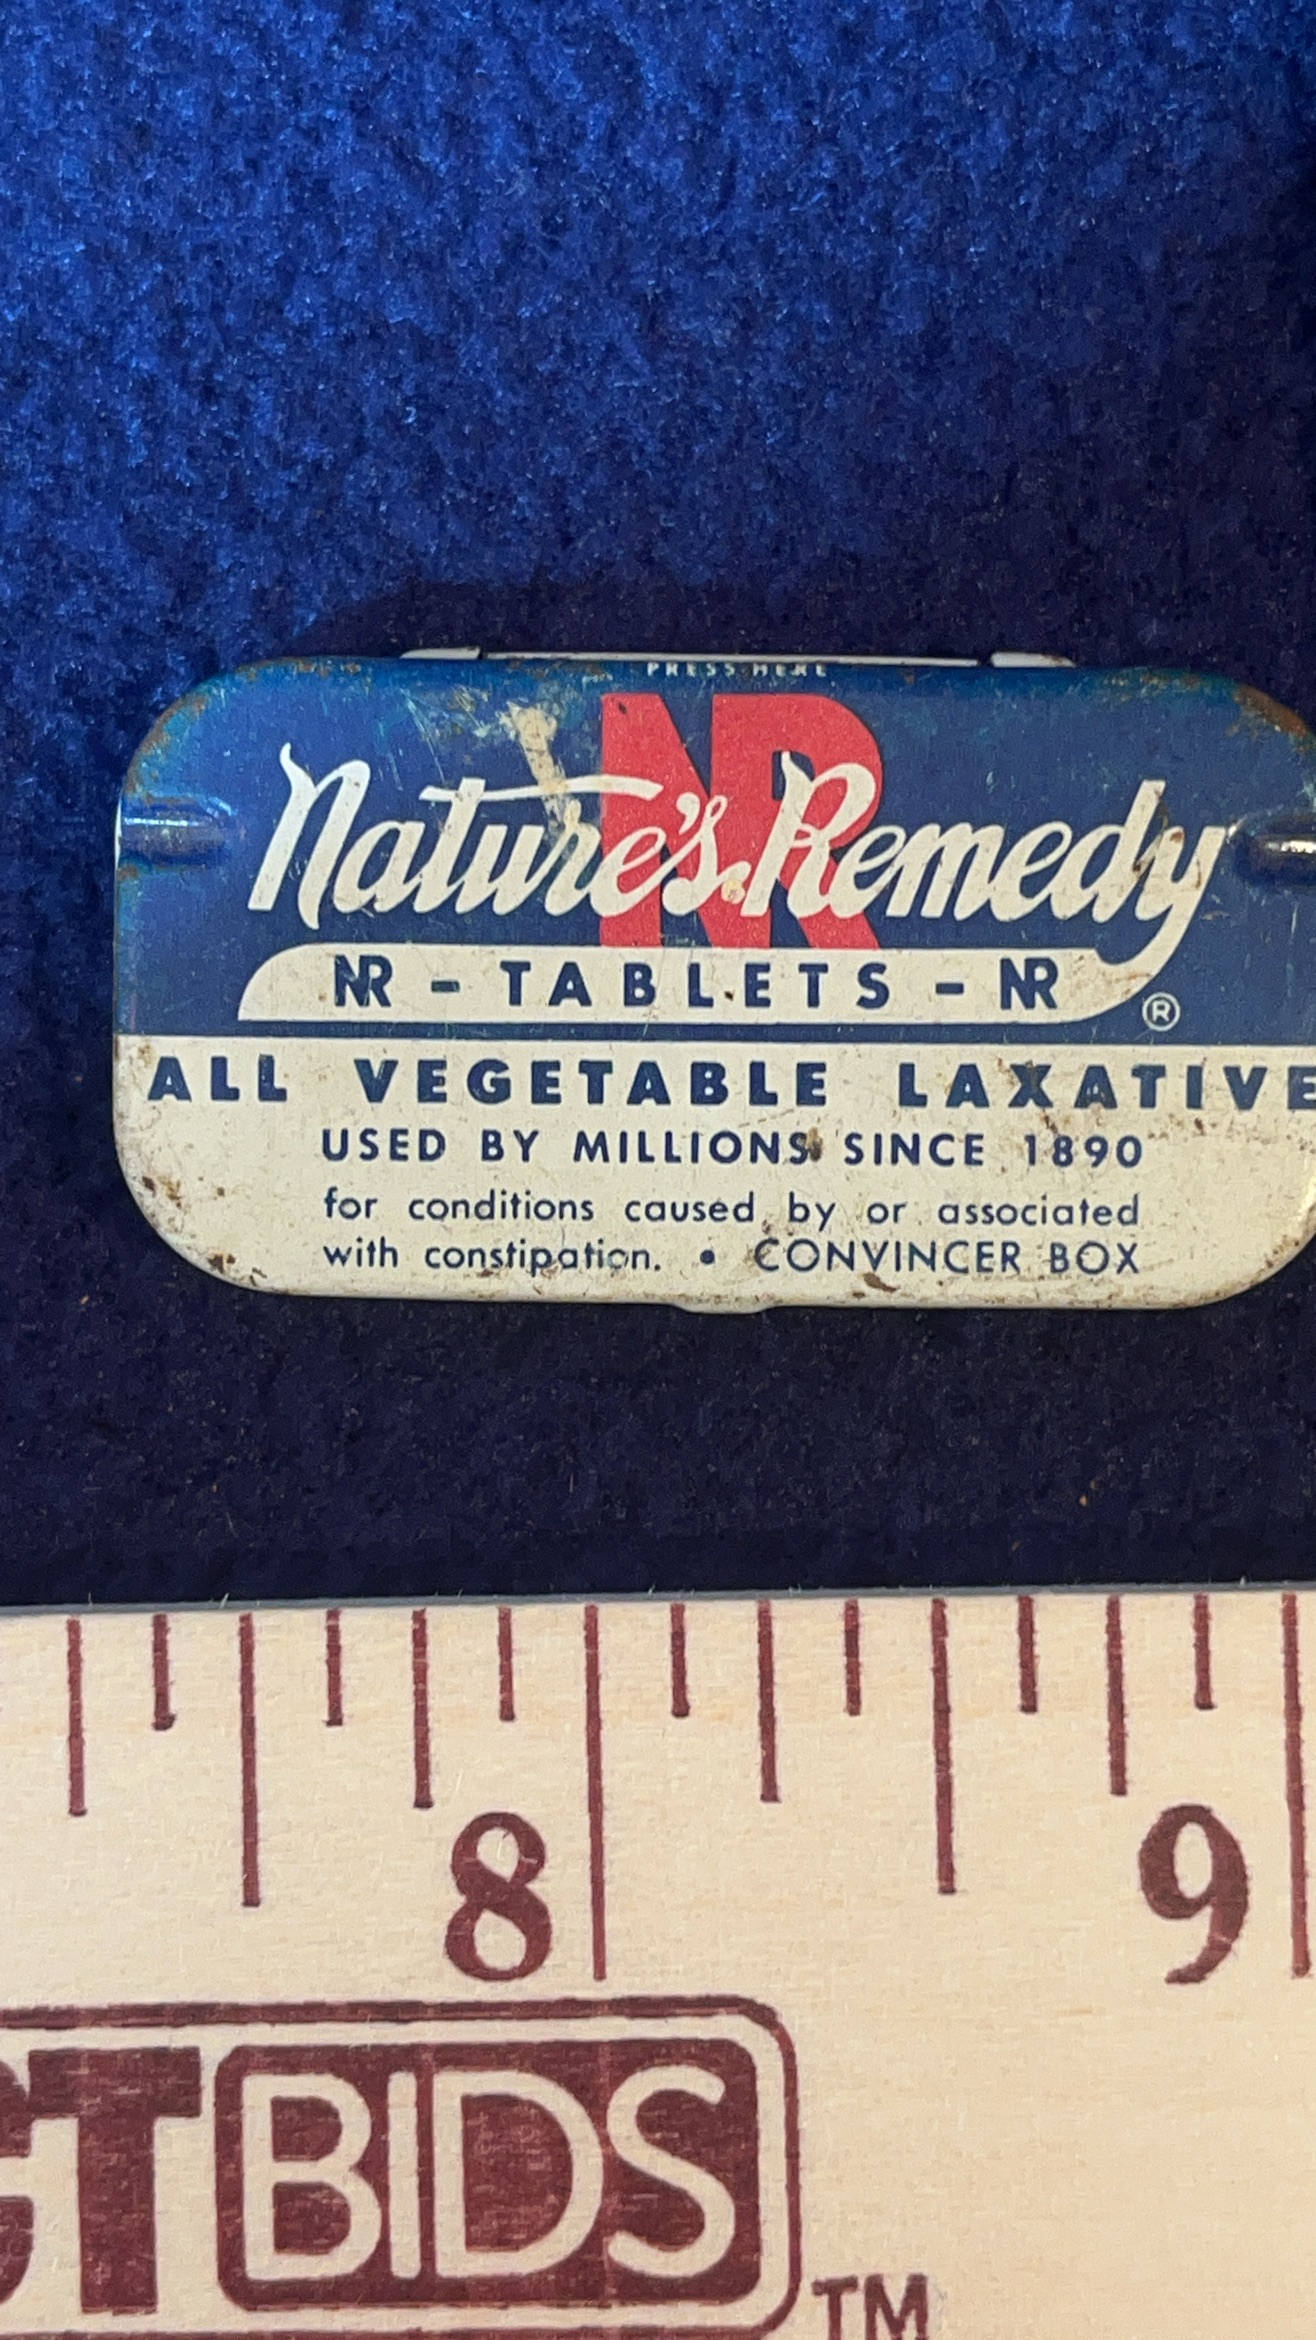 PRESS HERE
NR
Nature's Remedy
NR - TABLETS - NR
®
ALL VEGETABLE LAXATIVE
USED BY MILLIONS SINCE 1890
for conditions caused by or associated
with constipation. • CONVINCER BOX
8 9
CTBIDS
TM